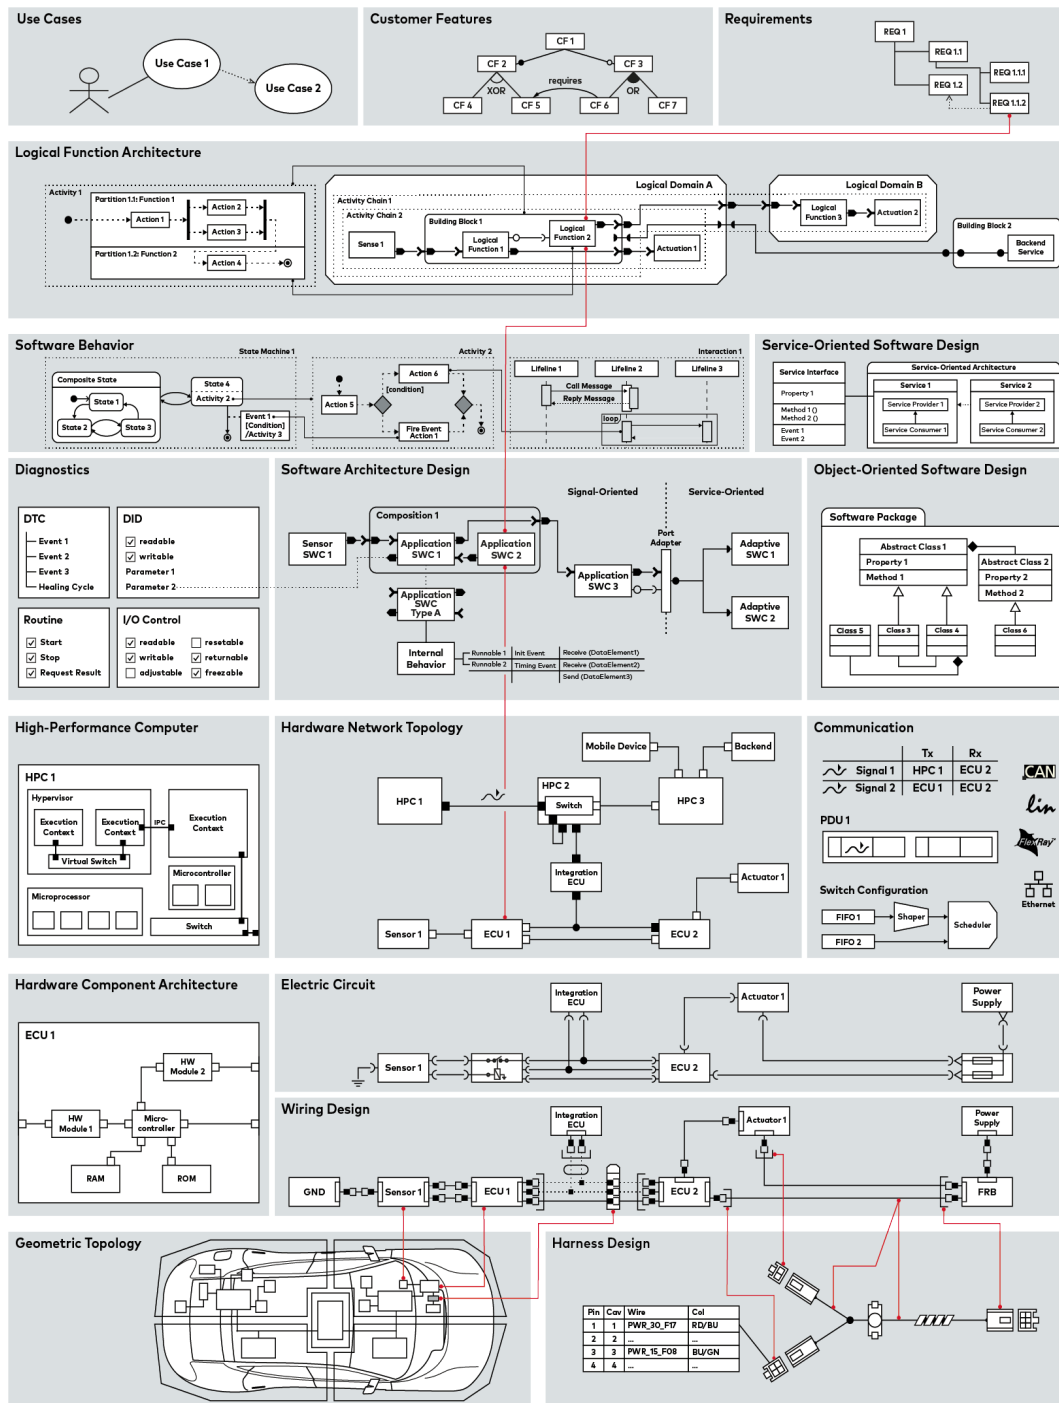 Use Cases
Use Case 1
Use Case 2
Customer Features
CF 1
CF 2
CF 3
XOR
requires
OR
CF 4
CF 5
CF 6
CF 7
Requirements
REQ 1
REQ 1.1
REQ 1.1.1
REQ 1.2
REQ 1.1.2
Logical Function Architecture
Activity 1
Partition 1.1: Function 1
Action 1
Action 2
Action 3
Partition 1.2: Function 2
Action 4
Logical Domain A
Activity Chain 1
Activity Chain 2
Building Block 1
Sense 1
Logical
Function 1
Logical
Function 2
Actuation 1
Logical Domain B
Logical
Function 3
Actuation 2
Building Block 2
Backend
Service
Software Behavior
State Machine 1
Composite State
State 1
State 2
State 3
State 4
Activity 2
Event 1
[Condition]
/Activity 3
Activity 2
Action 5
Action 6
[condition]
Fire Event
Action 1
Interaction 1
Lifeline 1
Lifeline 2
Lifeline 3
Call Message
Reply Message
loop
Service-Oriented Software Design
Service Interface
Property 1
Method 1 ()
Method 2 ()
Event 1
Event 2
Service-Oriented Architecture
Service 1
Service 2
Service Provider 1
Service Provider 2
Service Consumer 1
Service Consumer 2
Diagnostics
DTC
Event 1
Event 2
Event 3
Healing Cycle
DID
readable
writable
Parameter 1
Parameter 2
Routine
Start
Stop
Request Result
I/O Control
readable
resetable
writable
returnable
adjustable
freezable
Software Architecture Design
Signal-Oriented
Service-Oriented
Composition 1
Sensor
SWC 1
Application
SWC 1
Application
SWC 2
Port
Adapter
Adaptive
SWC 1
Application
SWC 3
Application
SWC
Type A
Adaptive
SWC 2
Internal
Behavior
Runnable 1
Init Event
Receive (DataElement1)
Runnable 2
Timing Event
Receive (DataElement2)
Send (DataElement3)
Object-Oriented Software Design
Software Package
Abstract Class 1
Property 1
Method 1
Abstract Class 2
Property 2
Method 2
Class 5
Class 3
Class 4
Class 6
High-Performance Computer
HPC 1
Hypervisor
Execution
Context
Execution
Context
IPC
Execution
Context
Virtual Switch
Microcontroller
Microprocessor
Switch
Hardware Network Topology
Mobile Device
Backend
HPC 1
HPC 2
Switch
HPC 3
Integration
ECU
Actuator 1
Sensor 1
ECU 1
ECU 2
Communication
Tx
Rx
Signal 1
HPC 1
ECU 2
Signal 2
ECU 1
ECU 2
CAN
lin
FlexRay
Ethernet
PDU 1
Switch Configuration
FIFO 1
Shaper
Scheduler
FIFO 2
Hardware Component Architecture
ECU 1
HW
Module 2
HW
Module 1
Micro-
controller
RAM
ROM
Electric Circuit
Integration
ECU
Actuator 1
Power
Supply
Sensor 1
ECU 2
Wiring Design
Integration
ECU
Actuator 1
Power
Supply
GND
Sensor 1
ECU 1
ECU 2
FRB
Geometric Topology
Harness Design
Pin Cav Wire Col
1 1 PWR_30_F17 RD/BU
2 2 ... ...
3 3 PWR_15_F08 BU/GN
4 4 ... ...